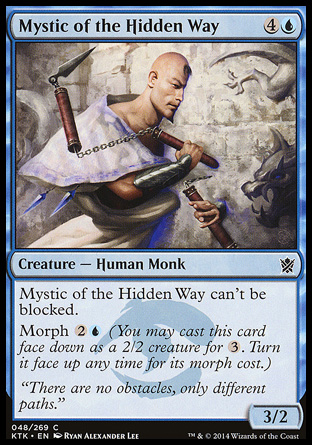 Mystic of the Hidden Way 4
Creature — Human Monk
Mystic of the Hidden Way can't be
blocked.
Morph 2 (You may cast this card
face down as a 2/2 creature for 3. Turn
it face up any time for its morph cost.)
"There are no obstacles, only different
paths."
3/2
048/269 C
KTK • EN Ryan Alexander Lee
™ & © 2014 Wizards of the Coast